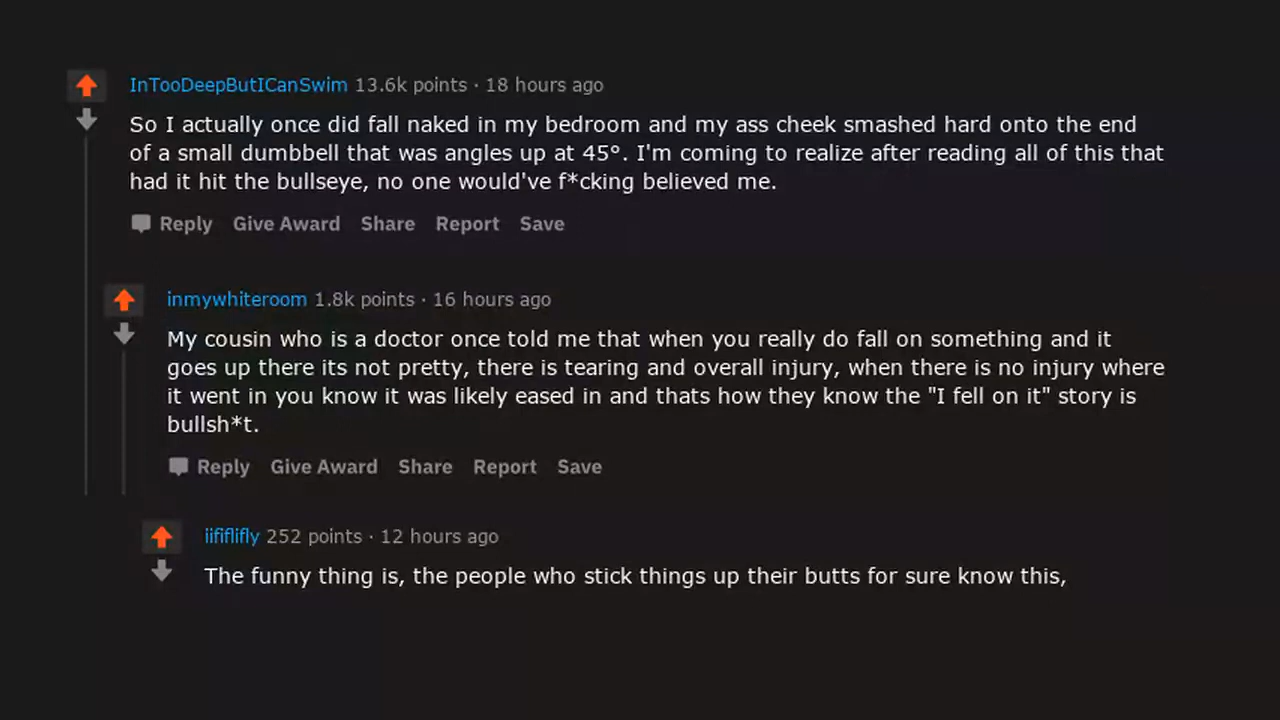 InTooDeepButICanSwim 13.6k points · 18 hours ago
So I actually once did fall naked in my bedroom and my ass cheek smashed hard onto the end
of a small dumbbell that was angles up at 45°. I'm coming to realize after reading all of this that
had it hit the bullseye, no one would've f*cking believed me.
Reply Give Award Share Report Save
inmywhiteroom 1.8k points · 16 hours ago
My cousin who is a doctor once told me that when you really do fall on something and it
goes up there its not pretty, there is tearing and overall injury, when there is no injury where
it went in you know it was likely eased in and thats how they know the "I fell on it" story is
bullsh*t.
Reply Give Award Share Report Save
iififlifly 252 points · 12 hours ago
The funny thing is, the people who stick things up their butts for sure know this,